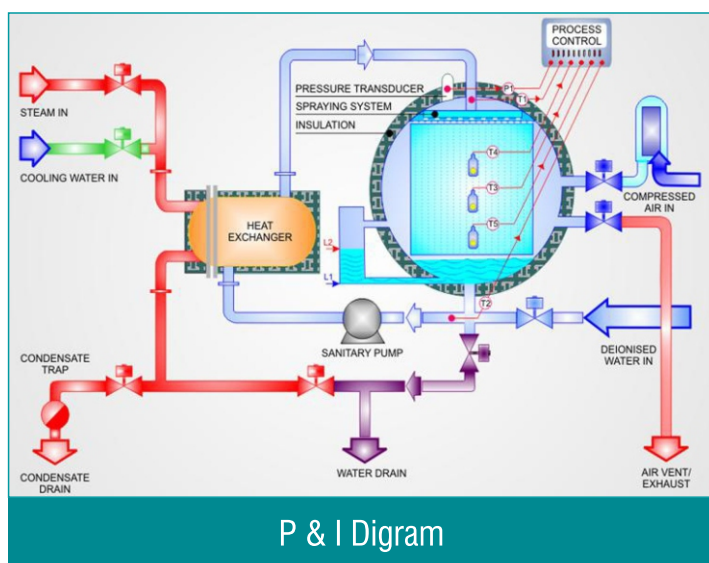 PROCESS
CONTROL
STEAM IN
COOLING WATER IN
PRESSURE TRANSDUCER
SPRAYING SYSTEM
INSULATION
P1
T1
T4
T3
T5
COMPRESSED
AIR IN
HEAT
EXCHANGER
L2
L1
T2
SANITARY PUMP
DEIONISED
WATER IN
CONDENSATE
TRAP
CONDENSATE
DRAIN
WATER DRAIN
AIR VENT/
EXHAUST
P & I Digram